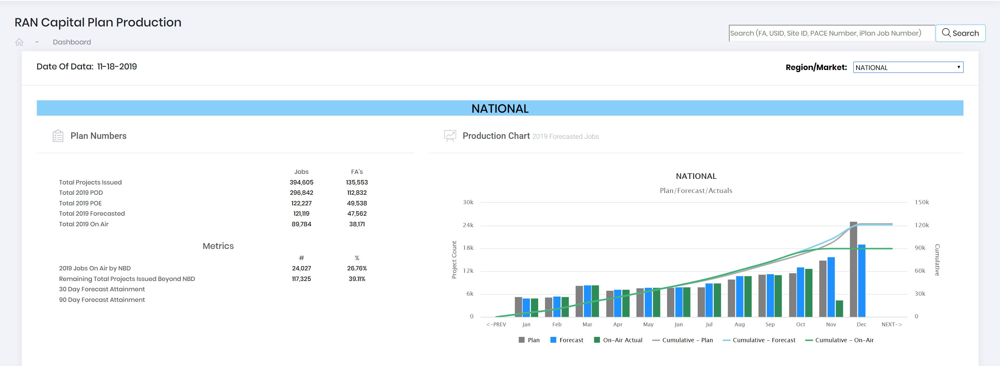 RAN Capital Plan Production
Search (FA, USID, Site ID, PACE Number, iPlan Job Number) Search
- Dashboard
Date Of Data: 11-18-2019
Region/Market: NATIONAL
NATIONAL
Plan Numbers
Jobs FA's
Total Projects Issued 394,605 135,553
Total 2019 POD 296,842 112,832
Total 2019 POE 122,227 49,538
Total 2019 Forecasted 121,119 47,562
Total 2019 On Air 89,784 38,171
Metrics
# %
2019 Jobs On Air by NBD 24,027 26.76%
Remaining Total Projects Issued Beyond NBD 117,325 39.11%
30 Day Forecast Attainment
90 Day Forecast Attainment
Production Chart 2019 Forecasted Jobs
NATIONAL
Plan/Forecast/Actuals
30k 150k
24k 120k
18k 90k
12k 60k
6k 30k
0 0
Project Count
Cumulative
<-PREV Jan Feb Mar Apr May Jun Jul Aug Sep Oct Nov Dec NEXT->
Plan Forecast On-Air Actual Cumulative - Plan Cumulative - Forecast Cumulative - On-Air